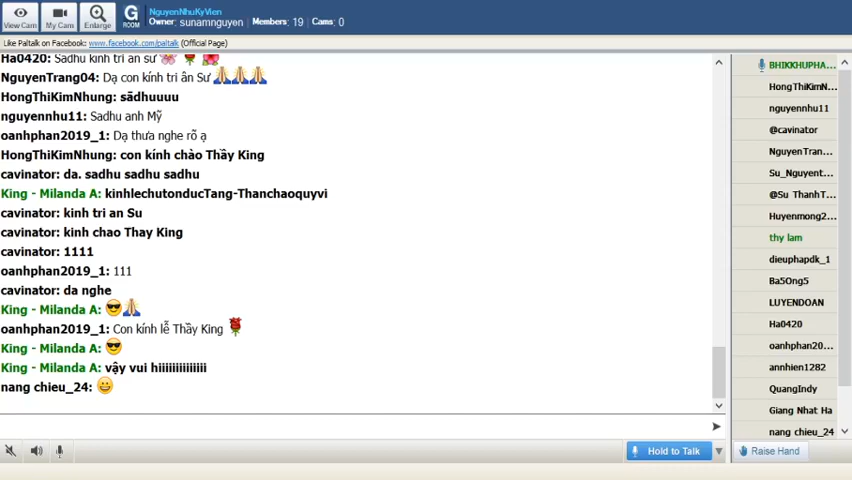 View Cam
My Cam
Enlarge
G
ROOM
NguyenNhuKyVien
Owner: sunamnguyen Members: 19 Cams: 0
Like Paltalk on Facebook: www.facebook.com/paltalk (Official Page)
Ha0420: Sadhu kinh tri an sư
NguyenTrang04: Dạ con kính tri ân Sư
HongThiKimNhung: sādhuuuu
nguyennhu11: Sadhu anh Mỹ
oanhphan2019_1: Dạ thưa nghe rõ ạ
HongThiKimNhung: con kính chào Thầy King
cavinator: da. sadhu sadhu sadhu
King - Milanda A: kinhlechutonducTang-Thanchaoquyvi
cavinator: kinh tri an Su
cavinator: kinh chao Thay King
cavinator: 1111
oanhphan2019_1: 111
cavinator: da nghe
King - Milanda A:
oanhphan2019_1: Con kính lễ Thầy King
King - Milanda A:
King - Milanda A: vậy vui hiiiiiiiiiiiiii
nang chieu_24:
Hold to Talk
BHIKKHUPHA...
HongThiKimN...
nguyennhu11
@cavinator
NguyenTran...
Su_Nguyent...
@Su ThanhT...
Huyenmong2...
thy lam
dieuphapdk_1
Ba5Ong5
LUYENDOAN
Ha0420
oanhphan20...
annhien1282
QuangIndy
Giang Nhat Ha
nang chieu_24
Raise Hand